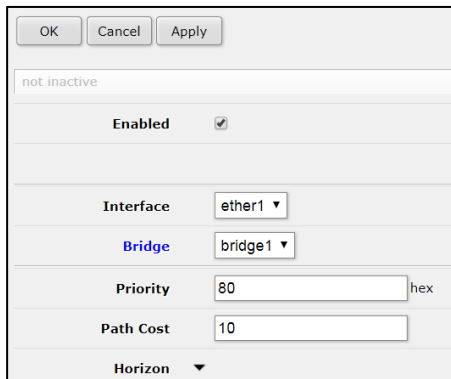 OK Cancel Apply
not inactive
Enabled
Interface ether1
Bridge bridge1
Priority 80 hex
Path Cost 10
Horizon